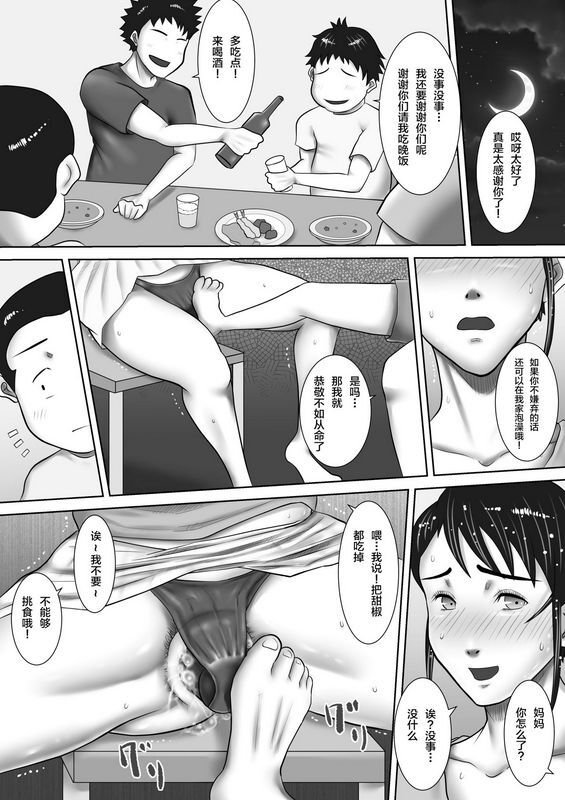 哎呀太好了
真是太感谢你了！
没事没事…
我还要谢谢你们呢
谢谢你们请我吃晚饭
多吃点！
来喝酒！
如果你不嫌弃的话
还可以在我家泡澡哦！
是吗…
那我就
恭敬不如从命了
妈妈
你怎么了？
诶？没事…
没什么
喂…我说！把甜椒
都吃掉
诶～我不要～
不能够
挑食哦！
グリ
グリ